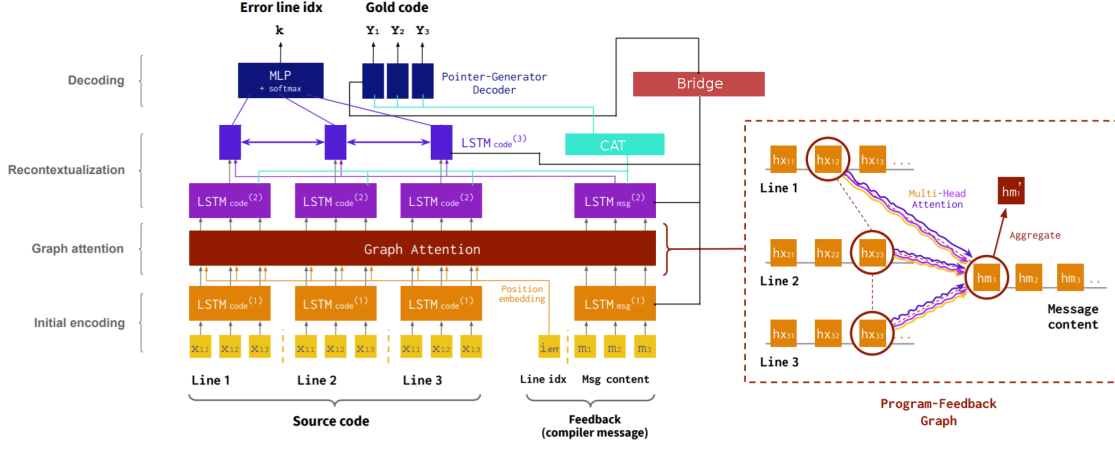 Error line idx
Gold code
k
Y₁ Y₂ Y₃
Decoding
MLP
+ softmax
Pointer-Generator
Decoder
Bridge
Recontextualization
LSTM code⁽³⁾
CAT
LSTM code⁽²⁾ LSTM code⁽²⁾ LSTM code⁽²⁾ LSTM msg⁽²⁾
Graph attention
Graph Attention
Initial encoding
LSTM code⁽¹⁾ LSTM code⁽¹⁾ LSTM code⁽¹⁾
Position
embedding
LSTM msg⁽¹⁾
x₁₁ x₁₂ x₁₃ x₁₁ x₁₂ x₁₃ x₁₁ x₁₂ x₁₃ i_err m₁ m₂ m₃
Line 1 Line 2 Line 3 Line idx Msg content
Source code
Feedback
(compiler message)
hx₁₁ hx₁₂ hx₁₃ ...
Line 1
Multi-Head
Attention
hm₁'
Aggregate
hx₂₁ hx₂₂ hx₂₃ ...
Line 2
hm₁ hm₂ hm₃ ...
Message
content
hx₃₁ hx₃₂ hx₃₃ ...
Line 3
Program-Feedback
Graph